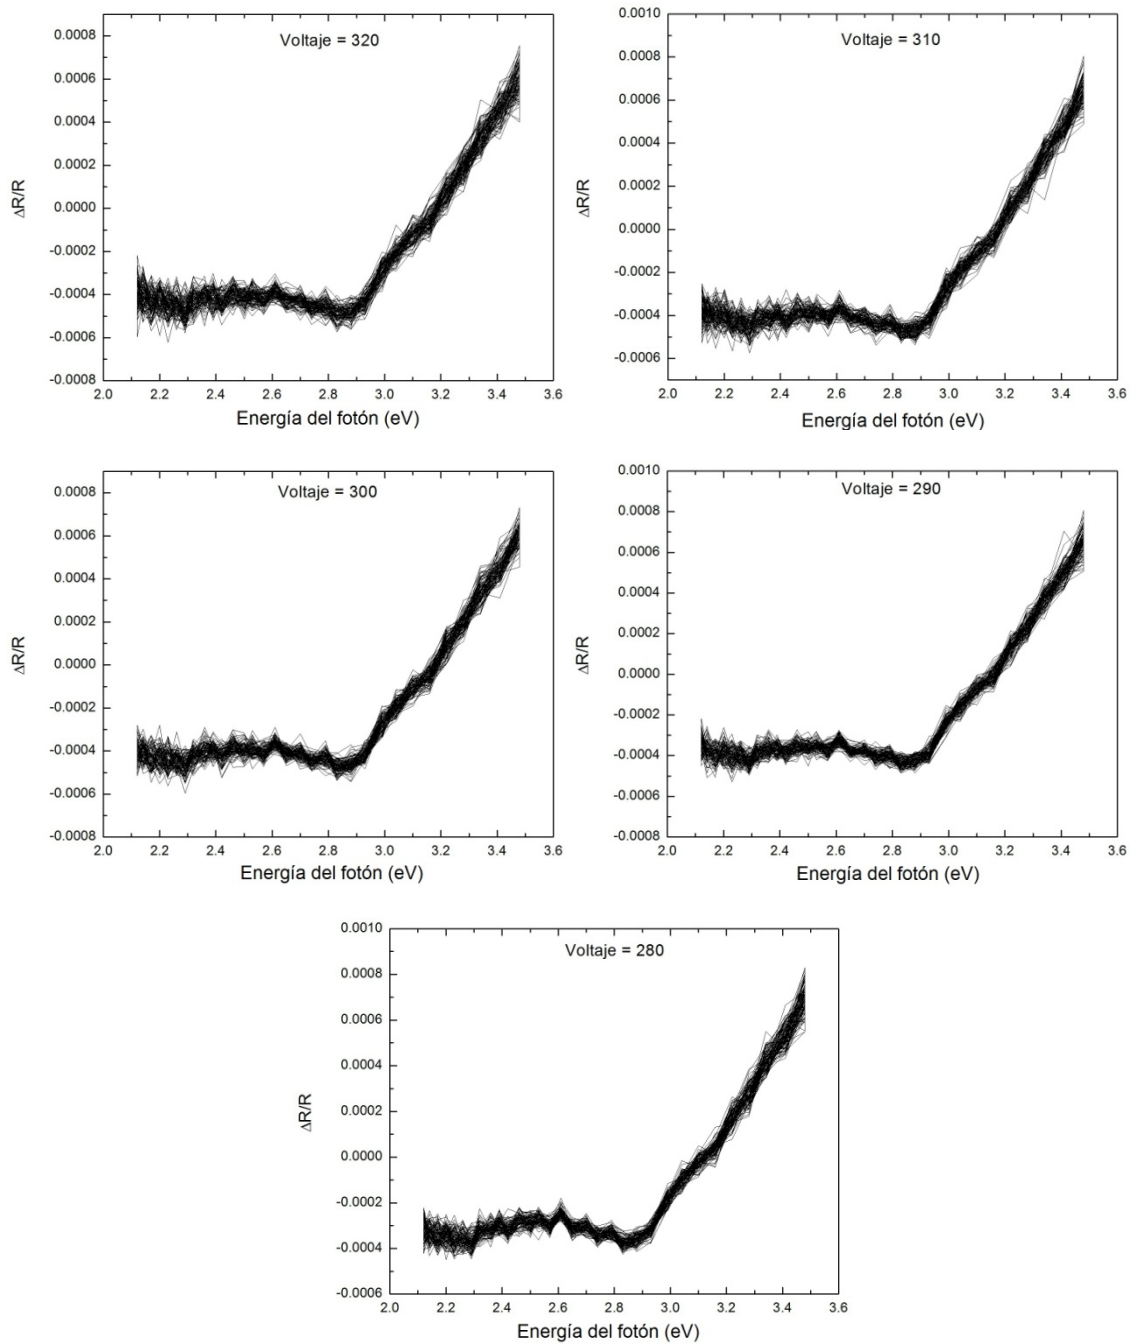 Voltaje = 320
0.0008
0.0006
0.0004
0.0002
0.0000
-0.0002
-0.0004
-0.0006
-0.0008
ΔR/R
2.0 2.2 2.4 2.6 2.8 3.0 3.2 3.4 3.6
Energía del fotón (eV)
Voltaje = 310
0.0010
0.0008
0.0006
0.0004
0.0002
0.0000
-0.0002
-0.0004
-0.0006
ΔR/R
2.0 2.2 2.4 2.6 2.8 3.0 3.2 3.4 3.6
Energía del fotón (eV)
Voltaje = 300
0.0008
0.0006
0.0004
0.0002
0.0000
-0.0002
-0.0004
-0.0006
-0.0008
ΔR/R
2.0 2.2 2.4 2.6 2.8 3.0 3.2 3.4 3.6
Energía del fotón (eV)
Voltaje = 290
0.0010
0.0008
0.0006
0.0004
0.0002
0.0000
-0.0002
-0.0004
-0.0006
-0.0008
ΔR/R
2.0 2.2 2.4 2.6 2.8 3.0 3.2 3.4 3.6
Energía del fotón (eV)
Voltaje = 280
0.0010
0.0008
0.0006
0.0004
0.0002
0.0000
-0.0002
-0.0004
-0.0006
ΔR/R
2.0 2.2 2.4 2.6 2.8 3.0 3.2 3.4 3.6
Energía del fotón (eV)